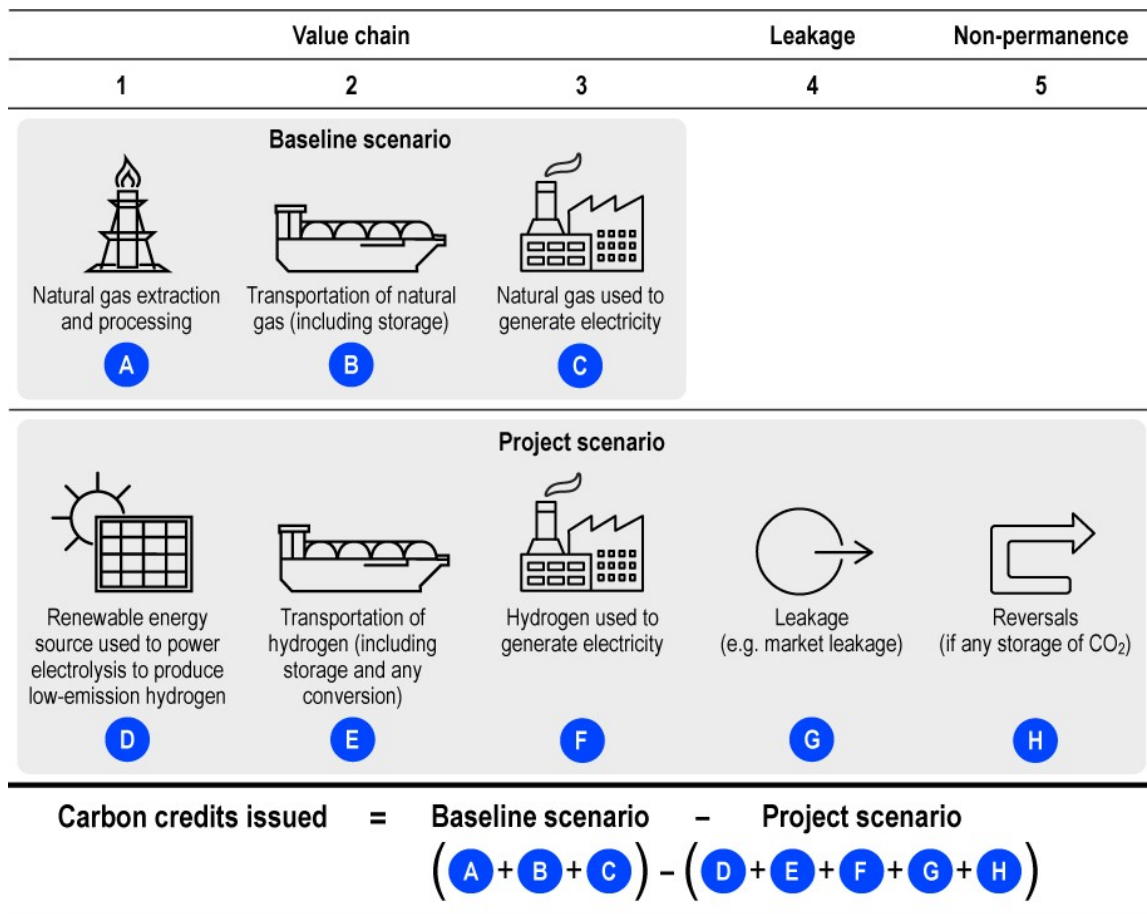 Value chain Leakage Non-permanence
1 2 3 4 5
Baseline scenario
Natural gas extraction
and processing
A
Transportation of natural
gas (including storage)
B
Natural gas used to
generate electricity
C
Project scenario
Renewable energy
source used to power
electrolysis to produce
low-emission hydrogen
D
Transportation of
hydrogen (including
storage and any
conversion)
E
Hydrogen used to
generate electricity
F
Leakage
(e.g. market leakage)
G
Reversals
(if any storage of CO₂)
H
Carbon credits issued = Baseline scenario – Project scenario
(A + B + C) – (D + E + F + G + H)